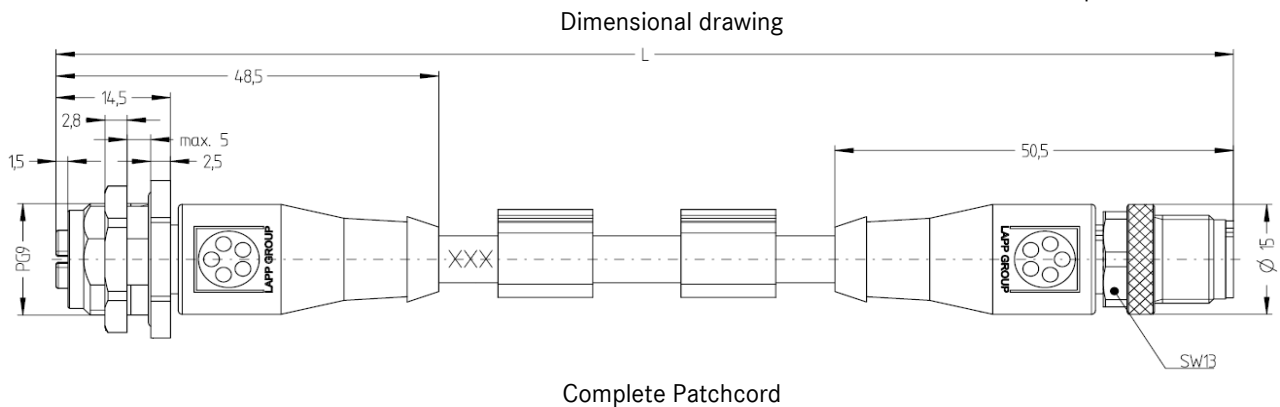 Dimensional drawing
L
48,5
14,5
2,8
max. 5
1,5
2,5
50,5
PG9
LAPP GROUP
XXX
LAPP GROUP
Ø 15
SW13
Complete Patchcord